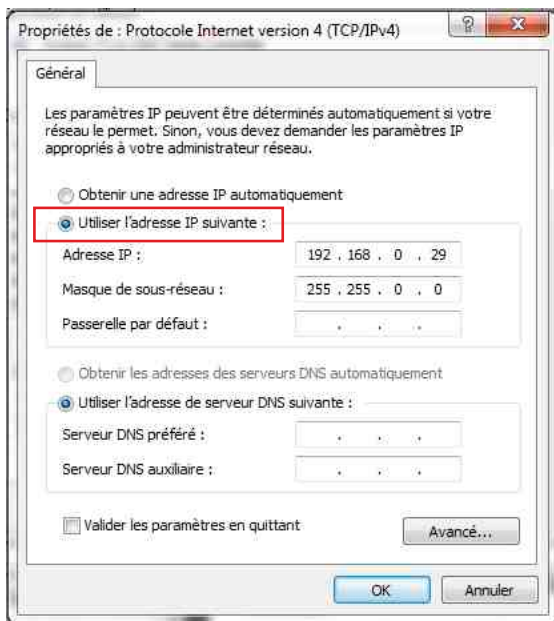 Propriétés de : Protocole Internet version 4 (TCP/IPv4)
Général
Les paramètres IP peuvent être déterminés automatiquement si votre
réseau le permet. Sinon, vous devez demander les paramètres IP
appropriés à votre administrateur réseau.
Obtenir une adresse IP automatiquement
Utiliser l'adresse IP suivante :
Adresse IP : 192 . 168 . 0 . 29
Masque de sous-réseau : 255 . 255 . 0 . 0
Passerelle par défaut : . . .
Obtenir les adresses des serveurs DNS automatiquement
Utiliser l'adresse de serveur DNS suivante :
Serveur DNS préféré : . . .
Serveur DNS auxiliaire : . . .
Valider les paramètres en quittant
Avancé...
OK Annuler